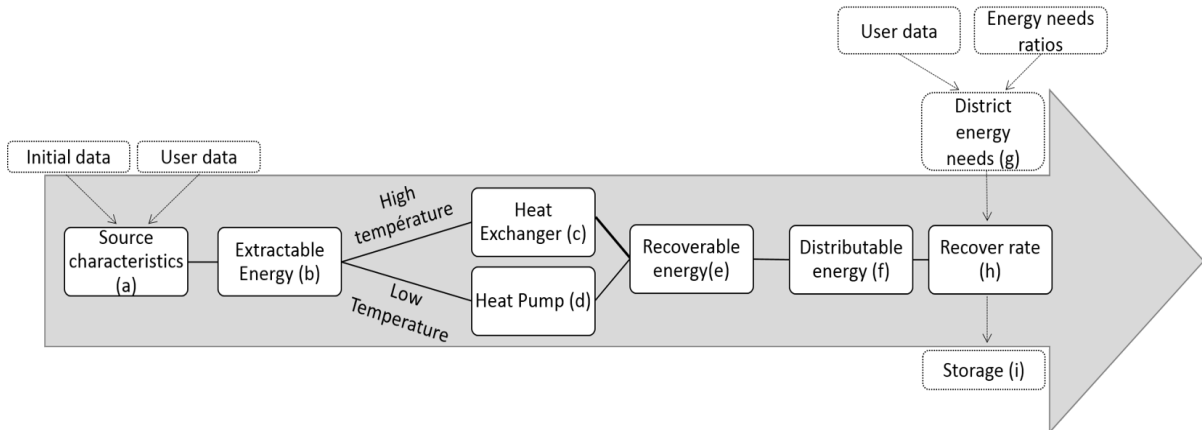 User data
Energy needs
ratios
District
energy
needs (g)
Initial data
User data
High
température
Source
characteristics
(a)
Extractable
Energy (b)
Heat
Exchanger (c)
Heat Pump (d)
Low
Temperature
Recoverable
energy(e)
Distributable
energy (f)
Recover rate
(h)
Storage (i)